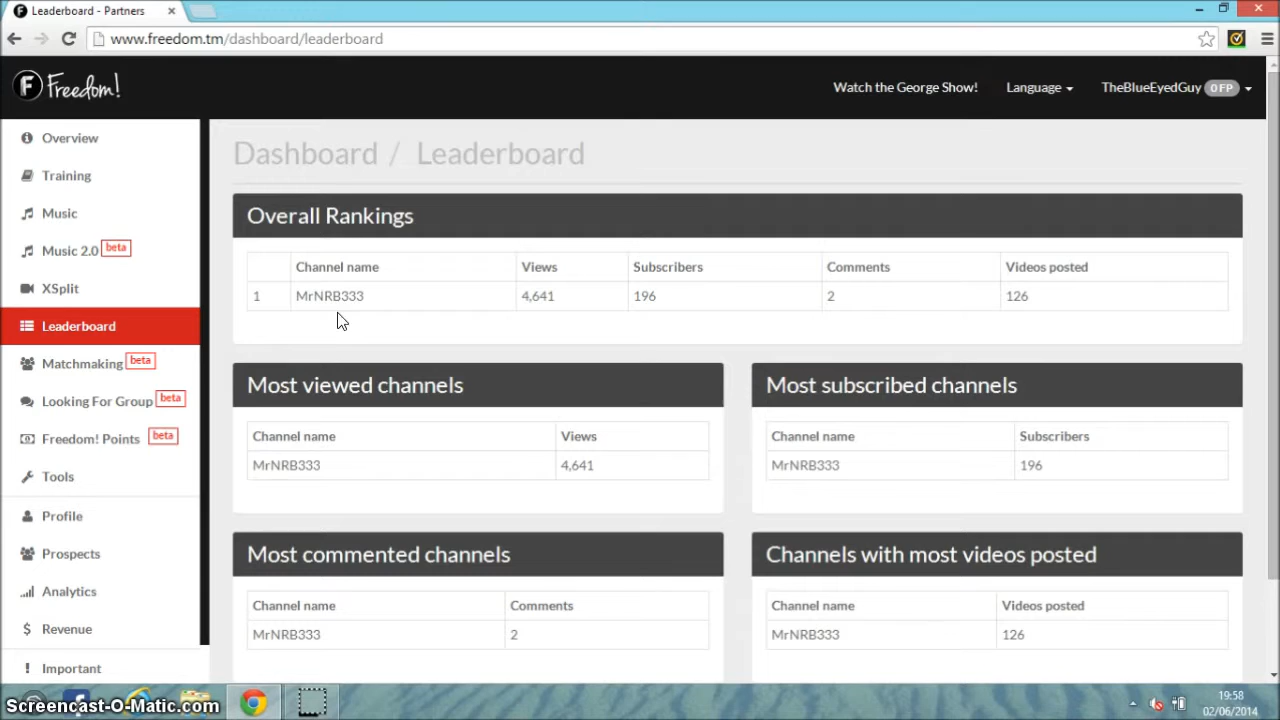 Leaderboard - Partners
www.freedom.tm/dashboard/leaderboard
F Freedom!
Watch the George Show!
Language
TheBlueEyedGuy OFP
Overview
Training
Music
Music 2.0 beta
XSplit
Leaderboard
Matchmaking beta
Looking For Group beta
Freedom! Points beta
Tools
Profile
Prospects
Analytics
Revenue
Important
Dashboard / Leaderboard
Overall Rankings
Channel name Views Subscribers Comments Videos posted
1 MrNRB333 4,641 196 2 126
Most viewed channels
Channel name Views
MrNRB333 4,641
Most subscribed channels
Channel name Subscribers
MrNRB333 196
Most commented channels
Channel name Comments
MrNRB333 2
Channels with most videos posted
Channel name Videos posted
MrNRB333 126
Screencast-O-Matic.com
19:58
02/06/2014